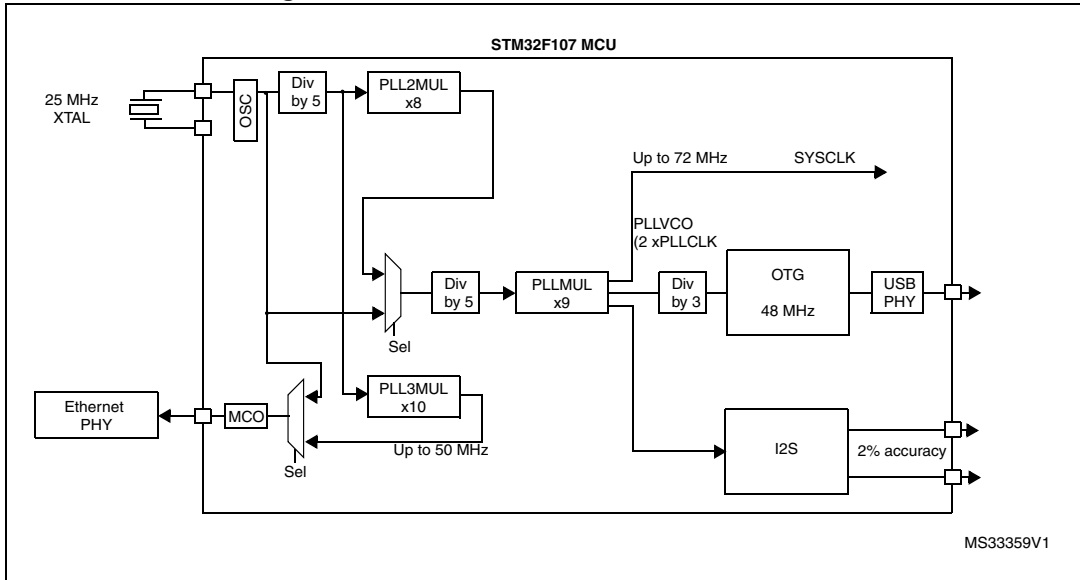 STM32F107 MCU
25 MHz
XTAL
OSC
Div
by 5
PLL2MUL
x8
Up to 72 MHz
SYSCLK
PLLVCO
(2 xPLLCLK
Sel
Div
by 5
PLLMUL
x9
Div
by 3
OTG
48 MHz
USB
PHY
Ethernet
PHY
MCO
Sel
PLL3MUL
x10
Up to 50 MHz
I2S
2% accuracy
MS33359V1